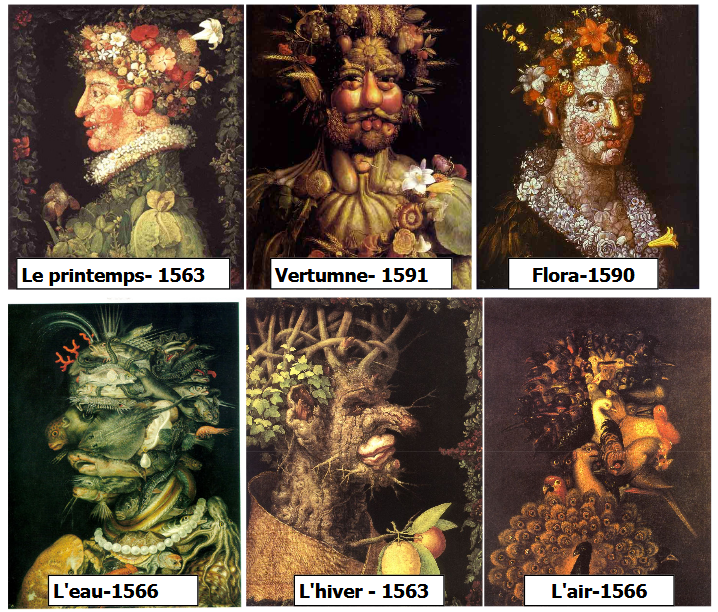 Le printemps- 1563
Vertumne- 1591
Flora-1590
L'eau-1566
L'hiver - 1563
L'air-1566